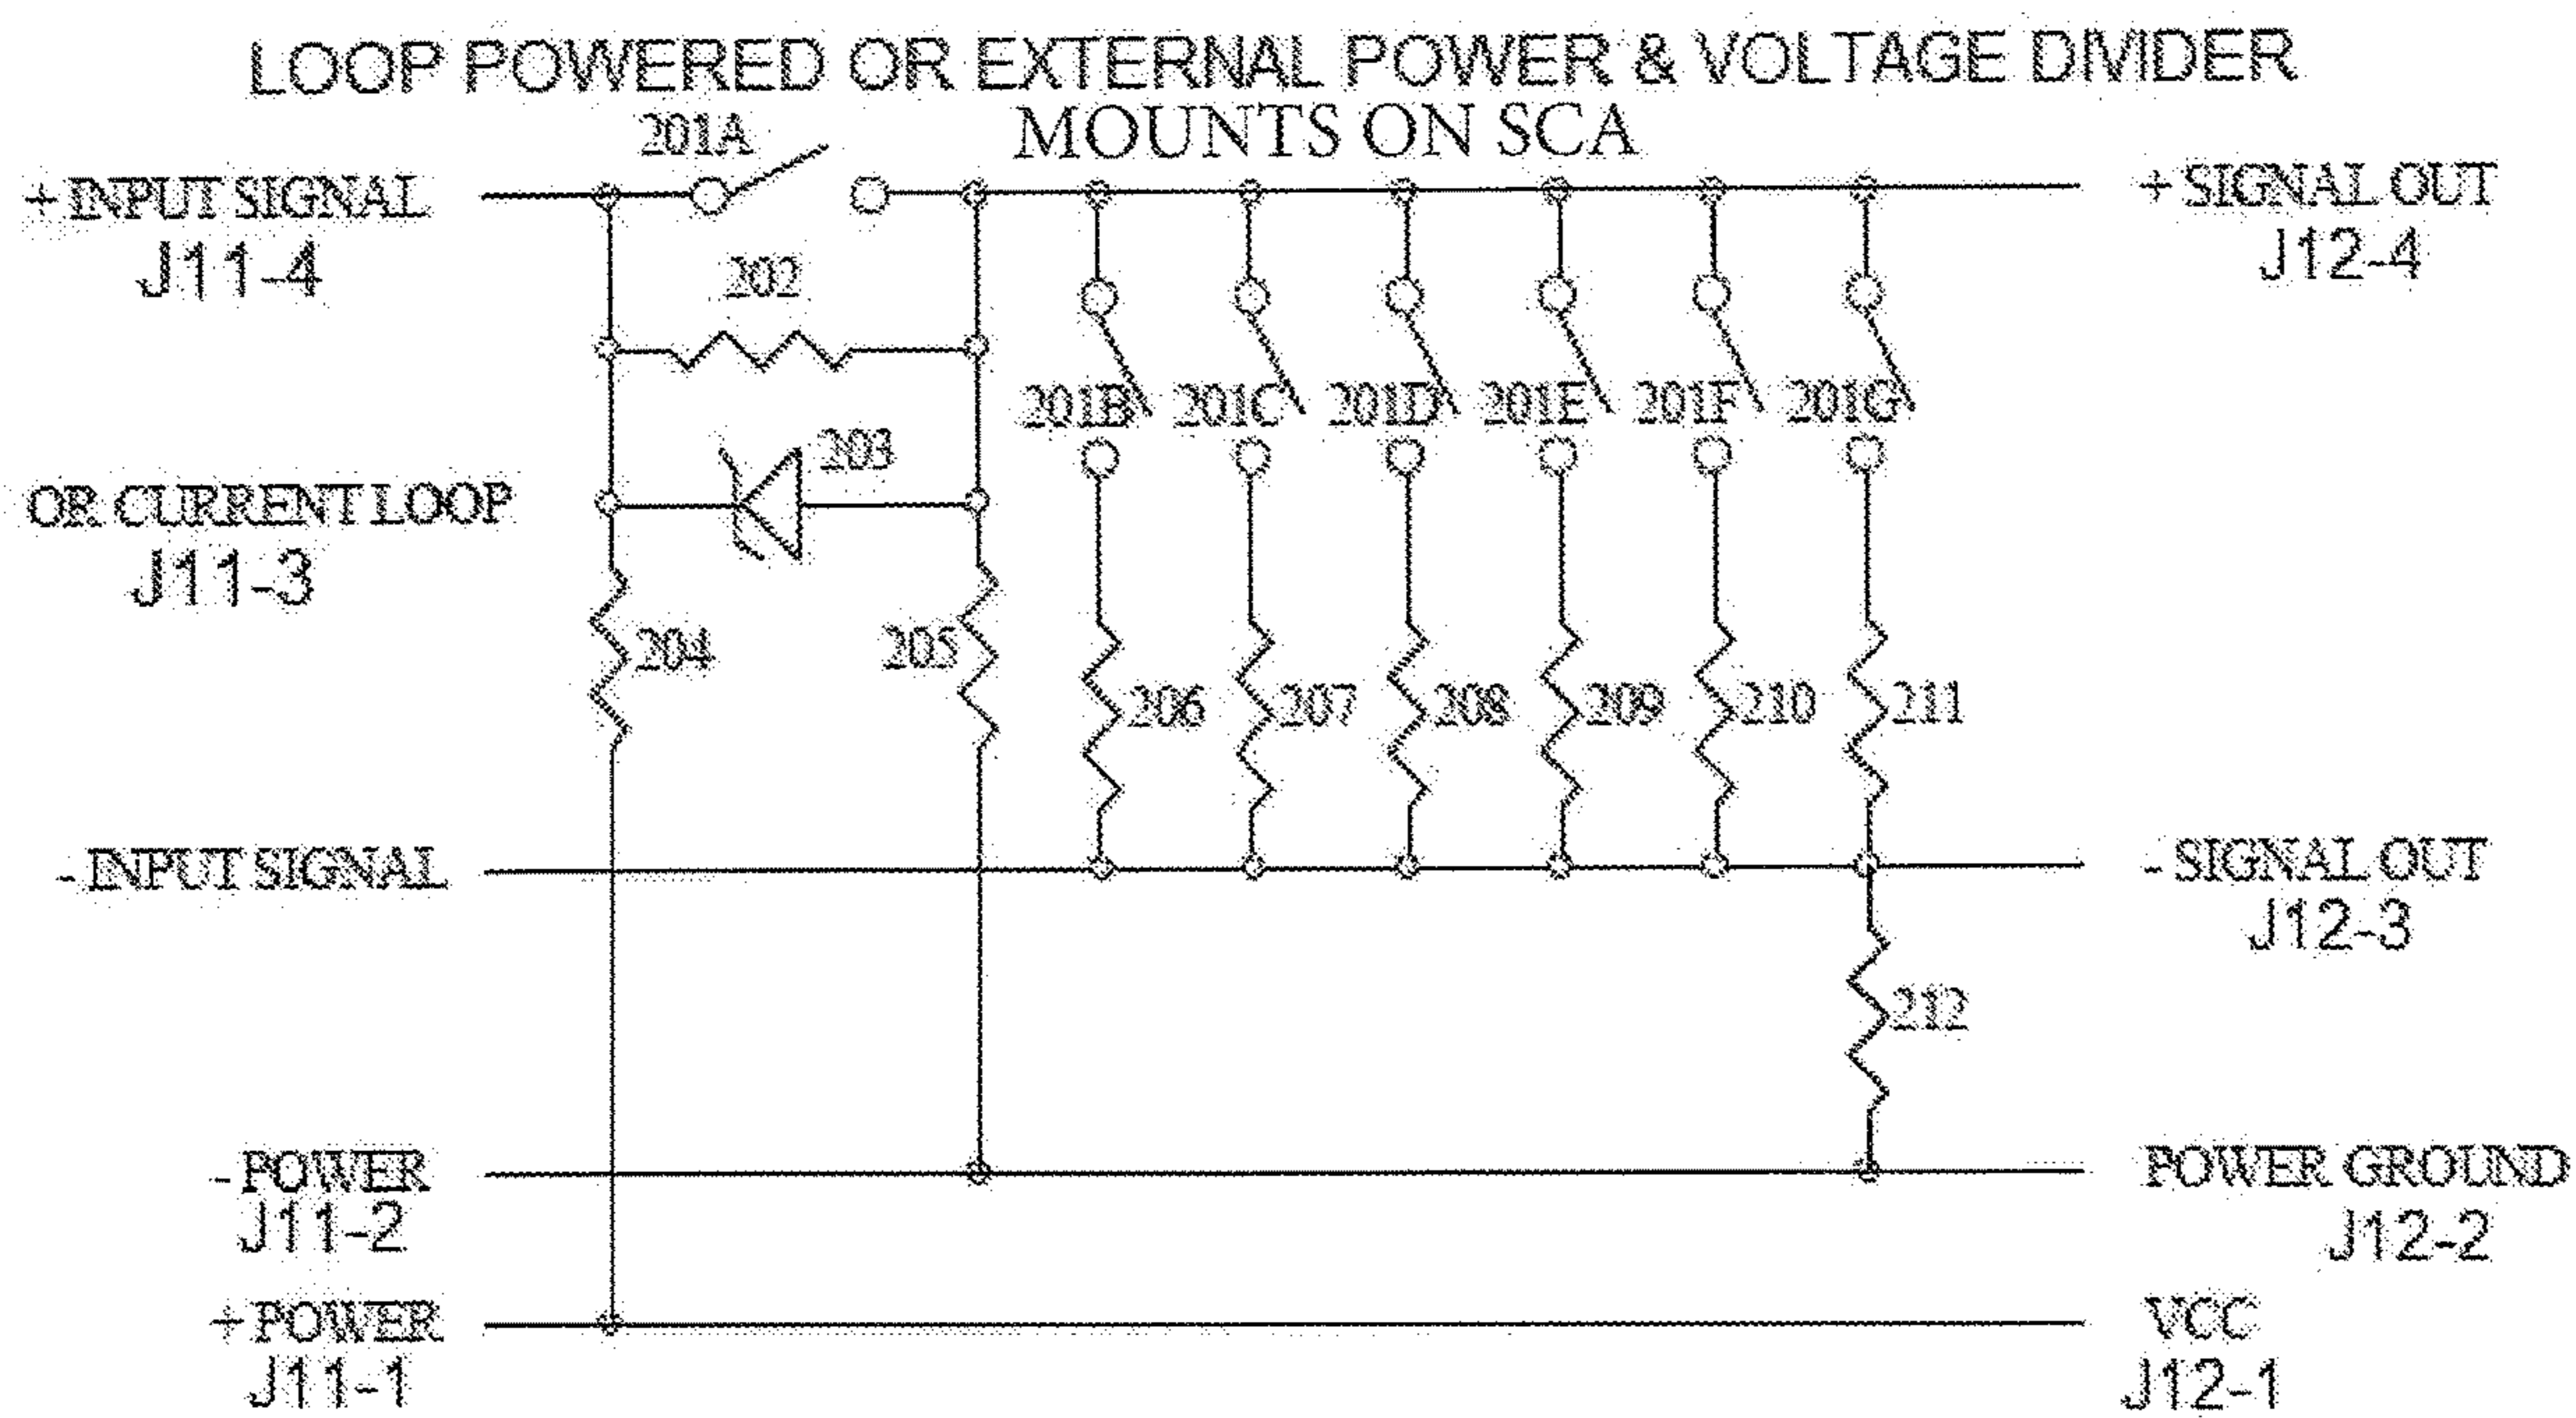 LOOP POWERED OR EXTERNAL POWER & VOLTAGE DIVIDER
MOUNTS ON SCA
201A
+ INPUT SIGNAL
J11-4
+ SIGNAL OUT
J12-4
202
201B
201C
201D
201E
201F
201G
203
OR CURRENT LOOP
J11-3
204
205
206
207
208
209
210
211
- INPUT SIGNAL
- SIGNAL OUT
J12-3
212
- POWER
J11-2
POWER GROUND
J12-2
+ POWER
J11-1
VCC
J12-1